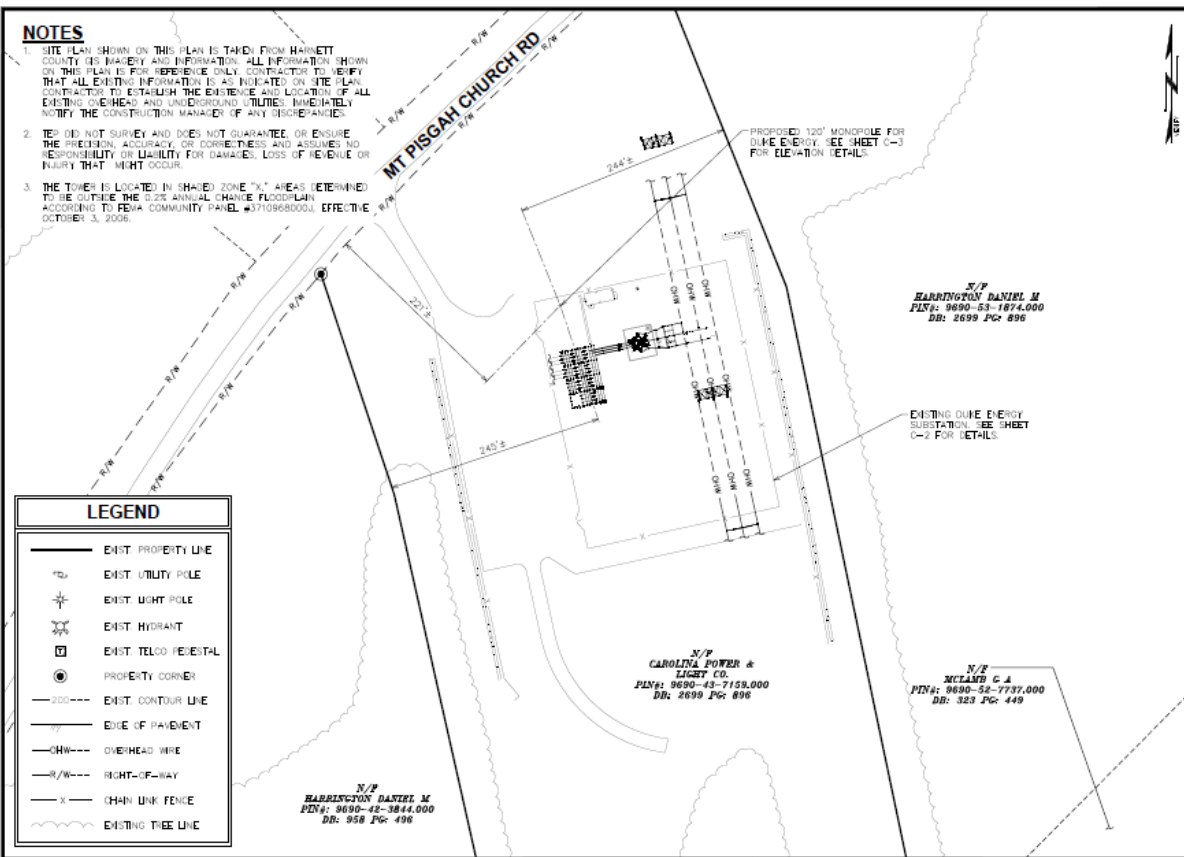 NOTES
1. SITE PLAN SHOWN ON THIS PLAN IS TAKEN FROM HARNETT
COUNTY GIS IMAGERY AND INFORMATION. ALL INFORMATION SHOWN
ON THIS PLAN IS FOR REFERENCE ONLY. CONTRACTOR TO VERIFY
THAT ALL EXISTING INFORMATION IS AS INDICATED ON SITE PLAN.
CONTRACTOR TO ESTABLISH THE EXISTENCE AND LOCATION OF ALL
EXISTING OVERHEAD AND UNDERGROUND UTILITIES. IMMEDIATELY
NOTIFY THE CONSTRUCTION MANAGER OF ANY DISCREPANCIES.
2. TEP DID NOT SURVEY AND DOES NOT GUARANTEE, OR ENSURE
THE PRECISION, ACCURACY, OR CORRECTNESS AND ASSUMES NO
RESPONSIBILITY OR LIABILITY FOR DAMAGES, LOSS OF REVENUE OR
INJURY THAT MIGHT OCCUR.
3. THE TOWER IS LOCATED IN SHADED ZONE "X," AREAS DETERMINED
TO BE OUTSIDE THE 0.2% ANNUAL CHANCE FLOODPLAIN
ACCORDING TO FEMA COMMUNITY PANEL #3710968000J, EFFECTIVE
OCTOBER 3, 2006.
MT PISGAH CHURCH RD
R/W
R/W
R/W
R/W
R/W
R/W
R/W
R/W
R/W
R/W
244'±
221'±
245'±
PROPOSED 120' MONOPOLE FOR
DUKE ENERGY. SEE SHEET C-3
FOR ELEVATION DETAILS.
N/F
HARRINGTON DANIEL M
PIN#: 9690-53-1874.000
DB: 2699 PG: 896
OHW
OHW
OHW
OHW
OHW
OHW
OHW
OHW
OHW
EXISTING DUKE ENERGY
SUBSTATION. SEE SHEET
C-2 FOR DETAILS.
N/F
CAROLINA POWER &
LIGHT CO.
PIN#: 9690-43-7159.000
DB: 2699 PG: 896
N/F
MCLAMB G A
PIN#: 9690-52-7737.000
DB: 323 PG: 449
N/F
HARRINGTON DANIEL M
PIN#: 9690-42-3844.000
DB: 958 PG: 496
LEGEND
EXIST. PROPERTY LINE
EXIST. UTILITY POLE
EXIST. LIGHT POLE
EXIST. HYDRANT
T EXIST. TELCO PEDESTAL
PROPERTY CORNER
200 EXIST. CONTOUR LINE
EDGE OF PAVEMENT
OHW OVERHEAD WIRE
R/W RIGHT-OF-WAY
X CHAIN LINK FENCE
EXISTING TREE LINE